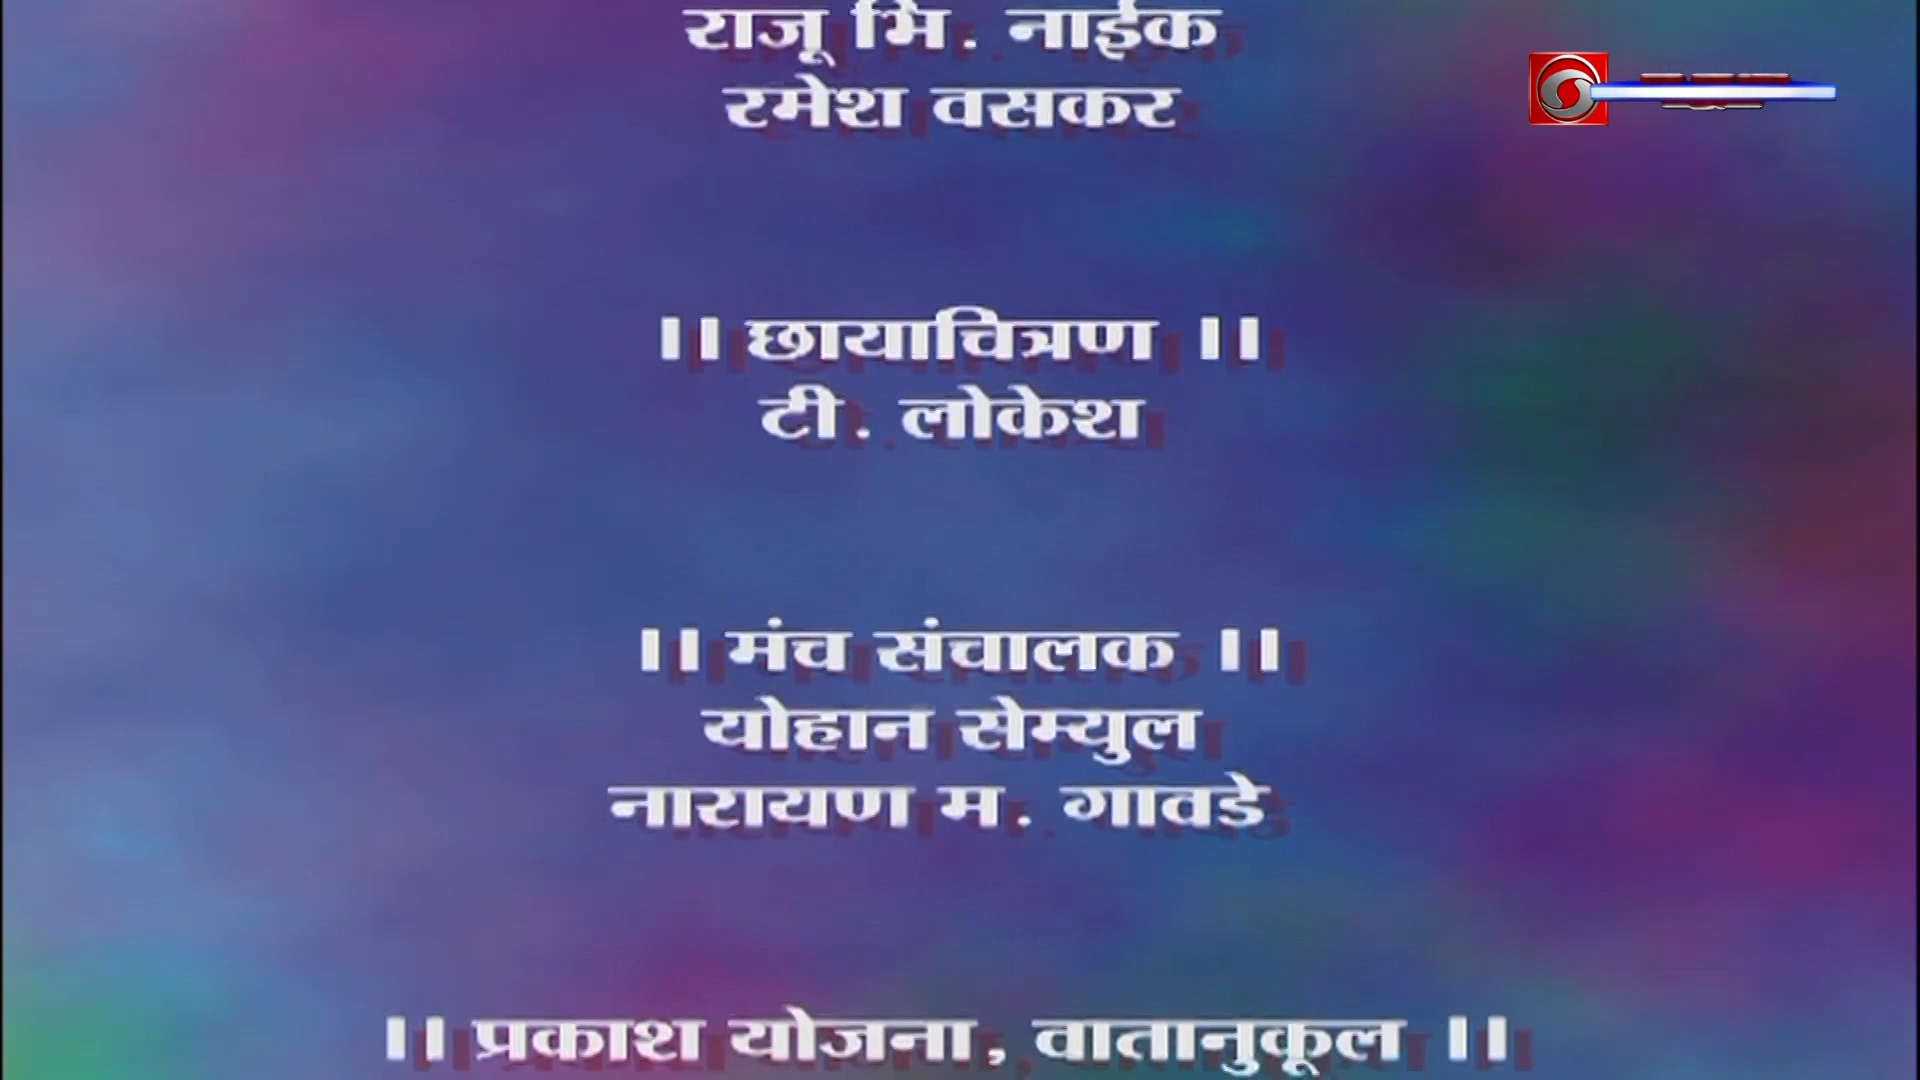 राजू भि. नाईक
रमेश वसकर
।। छायाचित्रण ।।
टी. लोकेश
।। मंच संचालक ।।
योहान सेम्युल
नारायण म. गावडे
।। प्रकाश योजना, वातानुकूल ।।